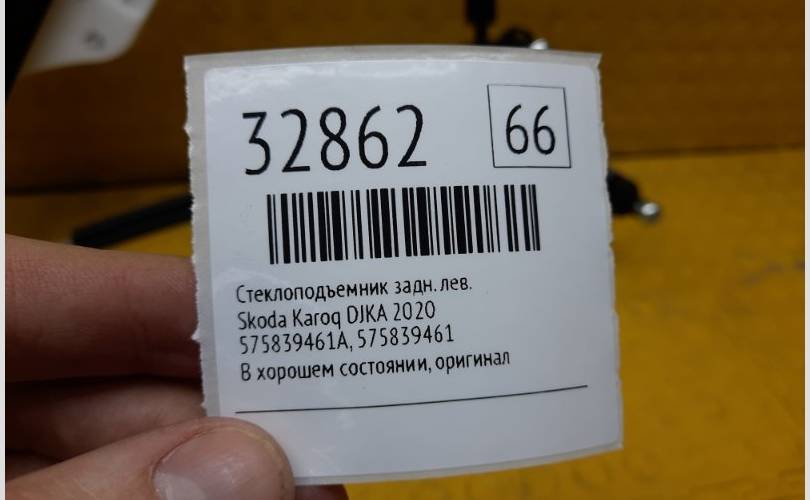 32862
66
Стеклоподъемник задн. лев.
Skoda Karoq DJKA 2020
575839461A, 575839461
В хорошем состоянии, оригинал